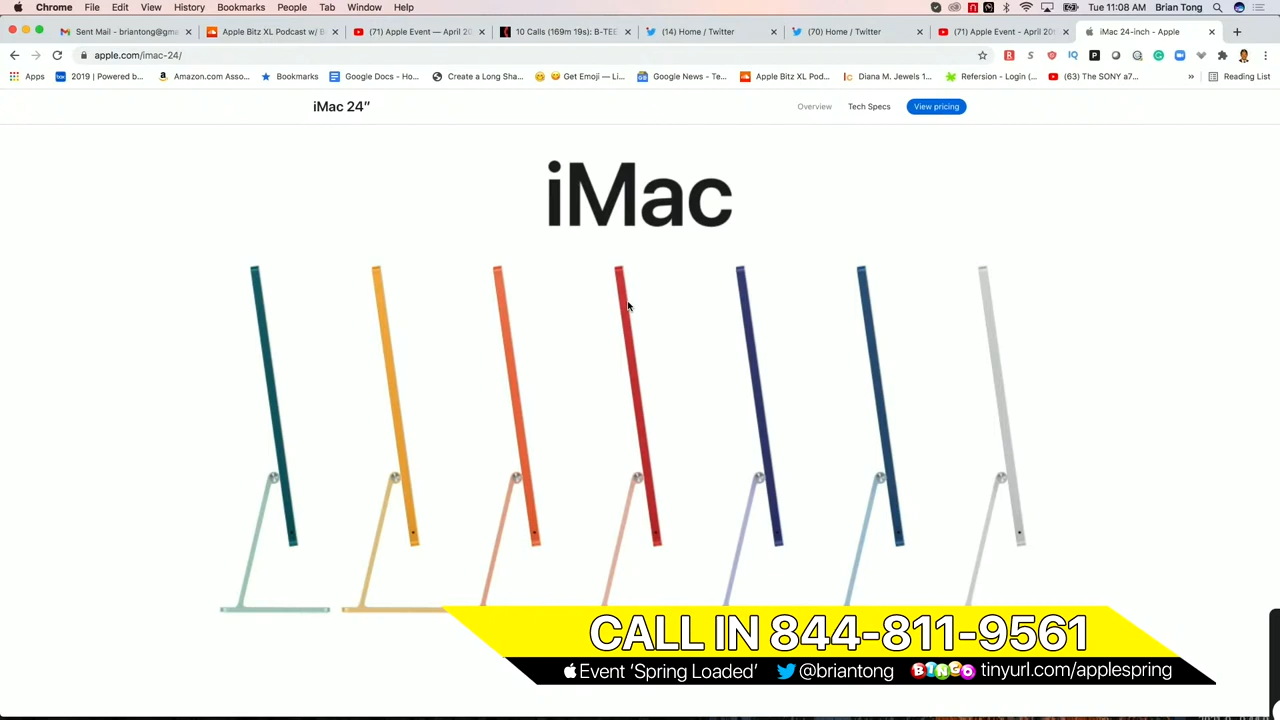 Chrome File Edit View History Bookmarks People Tab Window Help Tue 11:08 AM Brian Tong
Sent Mail - briantong@gma Apple Bitz XL Podcast w/ B (71) Apple Event — April 20 10 Calls (169m 19s): B-TEE (14) Home / Twitter (70) Home / Twitter (71) Apple Event - April 20 iMac 24-inch - Apple
apple.com/imac-24/
Apps 2019 | Powered b... Amazon.com Asso... Bookmarks Google Docs - Ho... Create a Long Sha... Get Emoji — Li... Google News - Te... Apple Bitz XL Pod... Diana M. Jewels 1... Refersion - Login (... (63) The SONY a7... » Reading List
iMac 24”
Overview Tech Specs View pricing
iMac
CALL IN 844-811-9561
Event ‘Spring Loaded’ @briantong BINGO tinyurl.com/applespring